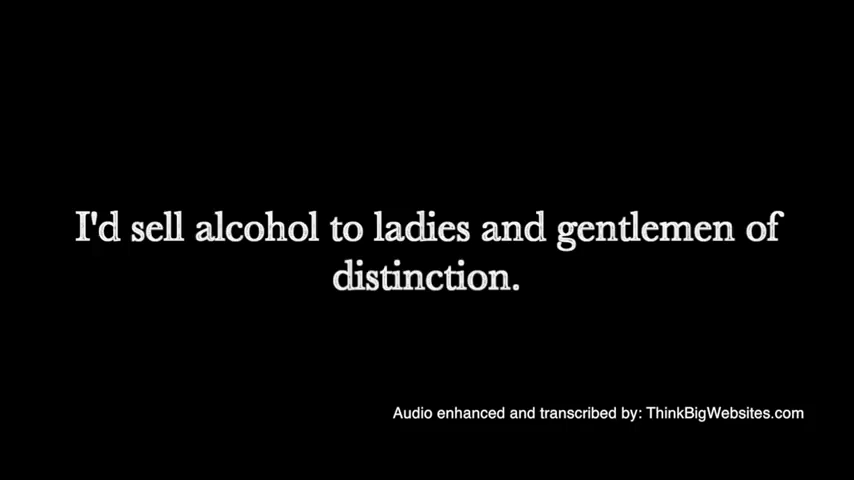 I'd sell alcohol to ladies and gentlemen of
distinction.
Audio enhanced and transcribed by: ThinkBigWebsites.com